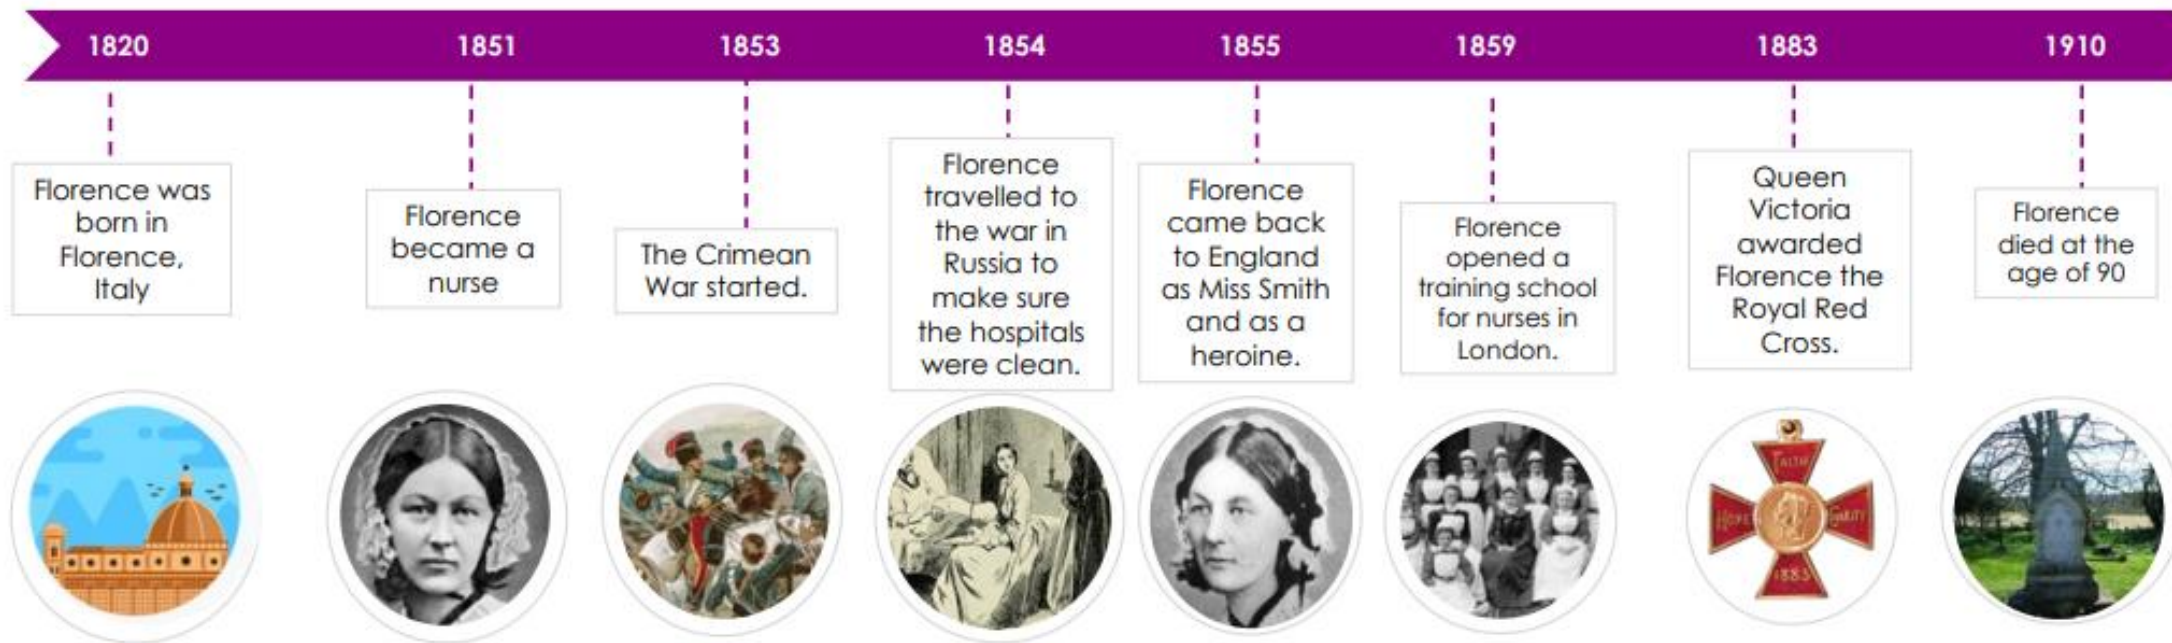 1820
1851
1853
1854
1855
1859
1883
1910
Florence was
born in
Florence,
Italy
Florence
became a
nurse
The Crimean
War started.
Florence
travelled to
the war in
Russia to
make sure
the hospitals
were clean.
Florence
came back
to England
as Miss Smith
and as a
heroine.
Florence
opened a
training school
for nurses in
London.
Queen
Victoria
awarded
Florence the
Royal Red
Cross.
Florence
died at the
age of 90
FAITH
HOPE
CHARITY
1883